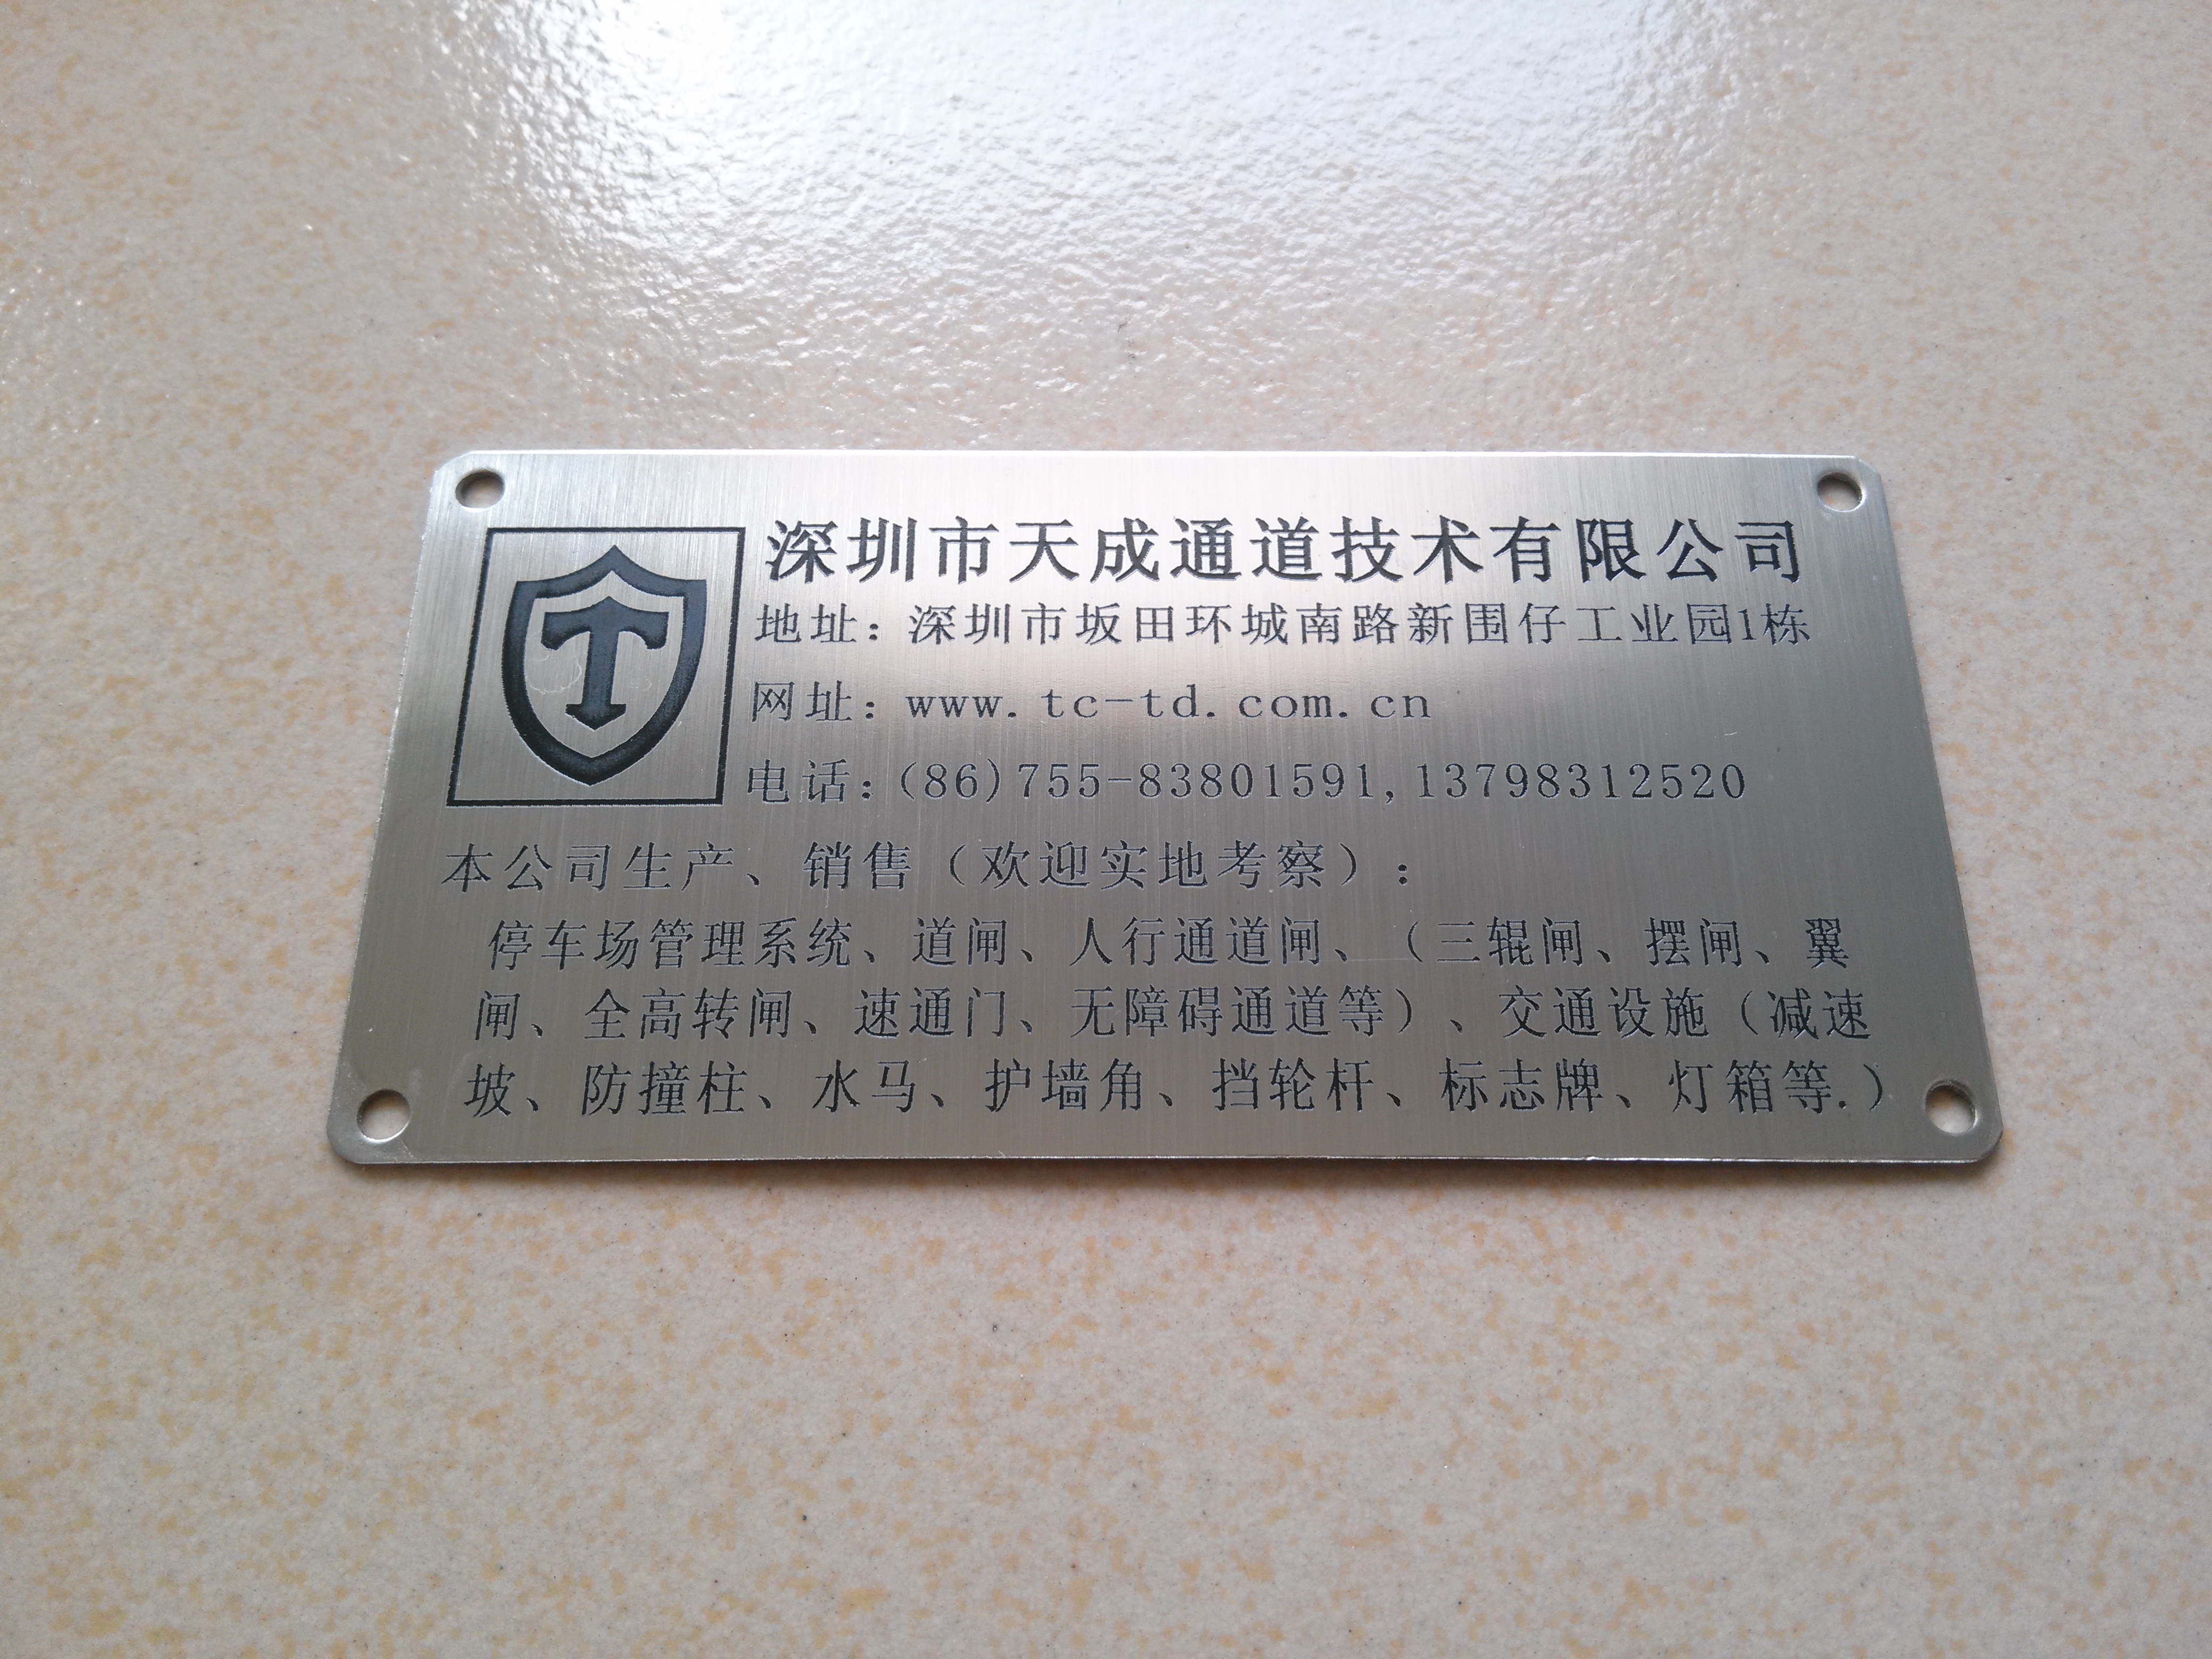 T
深圳市天成通道技术有限公司
地址：深圳市坂田环城南路新围仔工业园1栋
网址：www.tc-td.com.cn
电话：(86)755-83801591,13798312520
本公司生产、销售（欢迎实地考察）：
停车场管理系统、道闸、人行通道闸、（三辊闸、摆闸、翼
闸、全高转闸、速通门、无障碍通道等）、交通设施（减速
坡、防撞柱、水马、护墙角、挡轮杆、标志牌、灯箱等.）